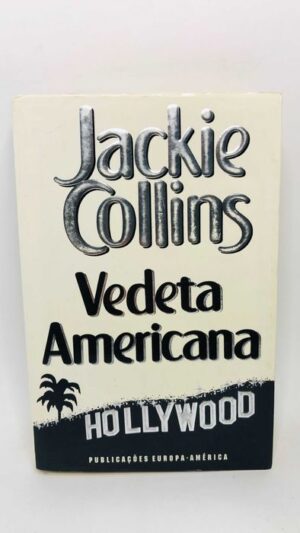 Jackie
Collins
Vedeta
Americana
HOLLYWOOD
PUBLICAÇÕES EUROPA-AMÉRICA